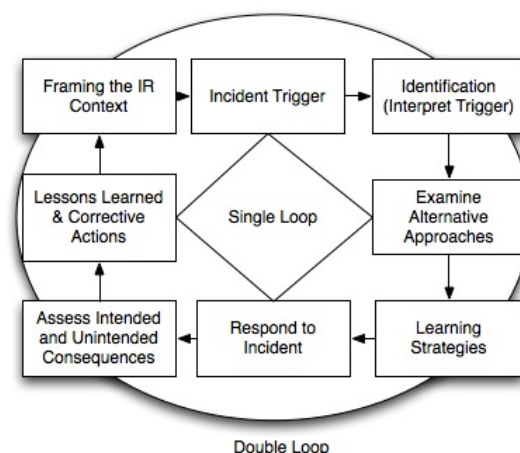 Framing the IR
Context
Incident Trigger
Identification
(Interpret Trigger)
Lessons Learned
& Corrective
Actions
Single Loop
Examine
Alternative
Approaches
Assess Intended
and Unintended
Consequences
Respond to
Incident
Learning
Strategies
Double Loop